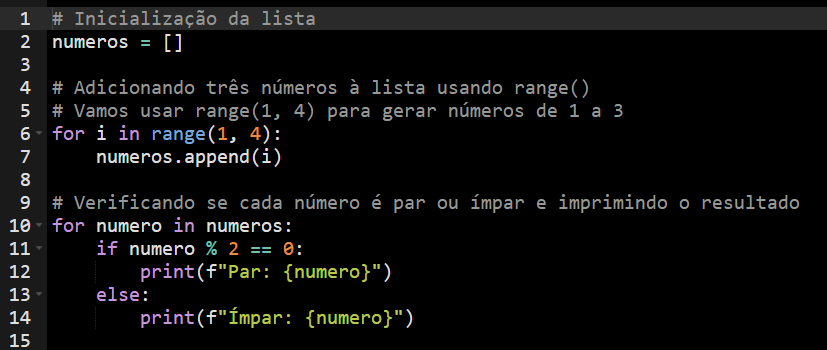 1 # Inicialização da lista
2 numeros = []
3
4 # Adicionando três números à lista usando range()
5 # Vamos usar range(1, 4) para gerar números de 1 a 3
6 for i in range(1, 4):
7     numeros.append(i)
8
9 # Verificando se cada número é par ou ímpar e imprimindo o resultado
10 for numero in numeros:
11     if numero % 2 == 0:
12         print(f"Par: {numero}")
13     else:
14         print(f"Ímpar: {numero}")
15